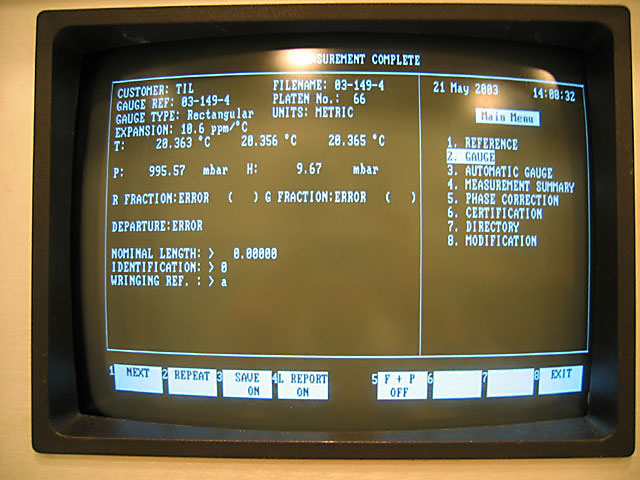 MEASUREMENT COMPLETE
CUSTOMER: TIL FILENAME: 03-149-4
GAUGE REF: 03-149-4 PLATEN No.: 66
GAUGE TYPE: Rectangular UNITS: METRIC
EXPANSION: 10.6 ppm/°C
T: 20.363 °C 20.356 °C 20.365 °C
P: 995.57 mbar H: 9.67 mbar
R FRACTION:ERROR ( ) G FRACTION:ERROR ( )
DEPARTURE:ERROR
NOMINAL LENGTH: > 0.00000
IDENTIFICATION: > 0
WRINGING REF. : > a
21 May 2003 14:00:32
Main Menu
1. REFERENCE
2. GAUGE
3. AUTOMATIC GAUGE
4. MEASUREMENT SUMMARY
5. PHASE CORRECTION
6. CERTIFICATION
7. DIRECTORY
8. MODIFICATION
1 NEXT 2 REPEAT 3 SAVE ON 4 L REPORT ON 5 F + P OFF 6 7 8 EXIT